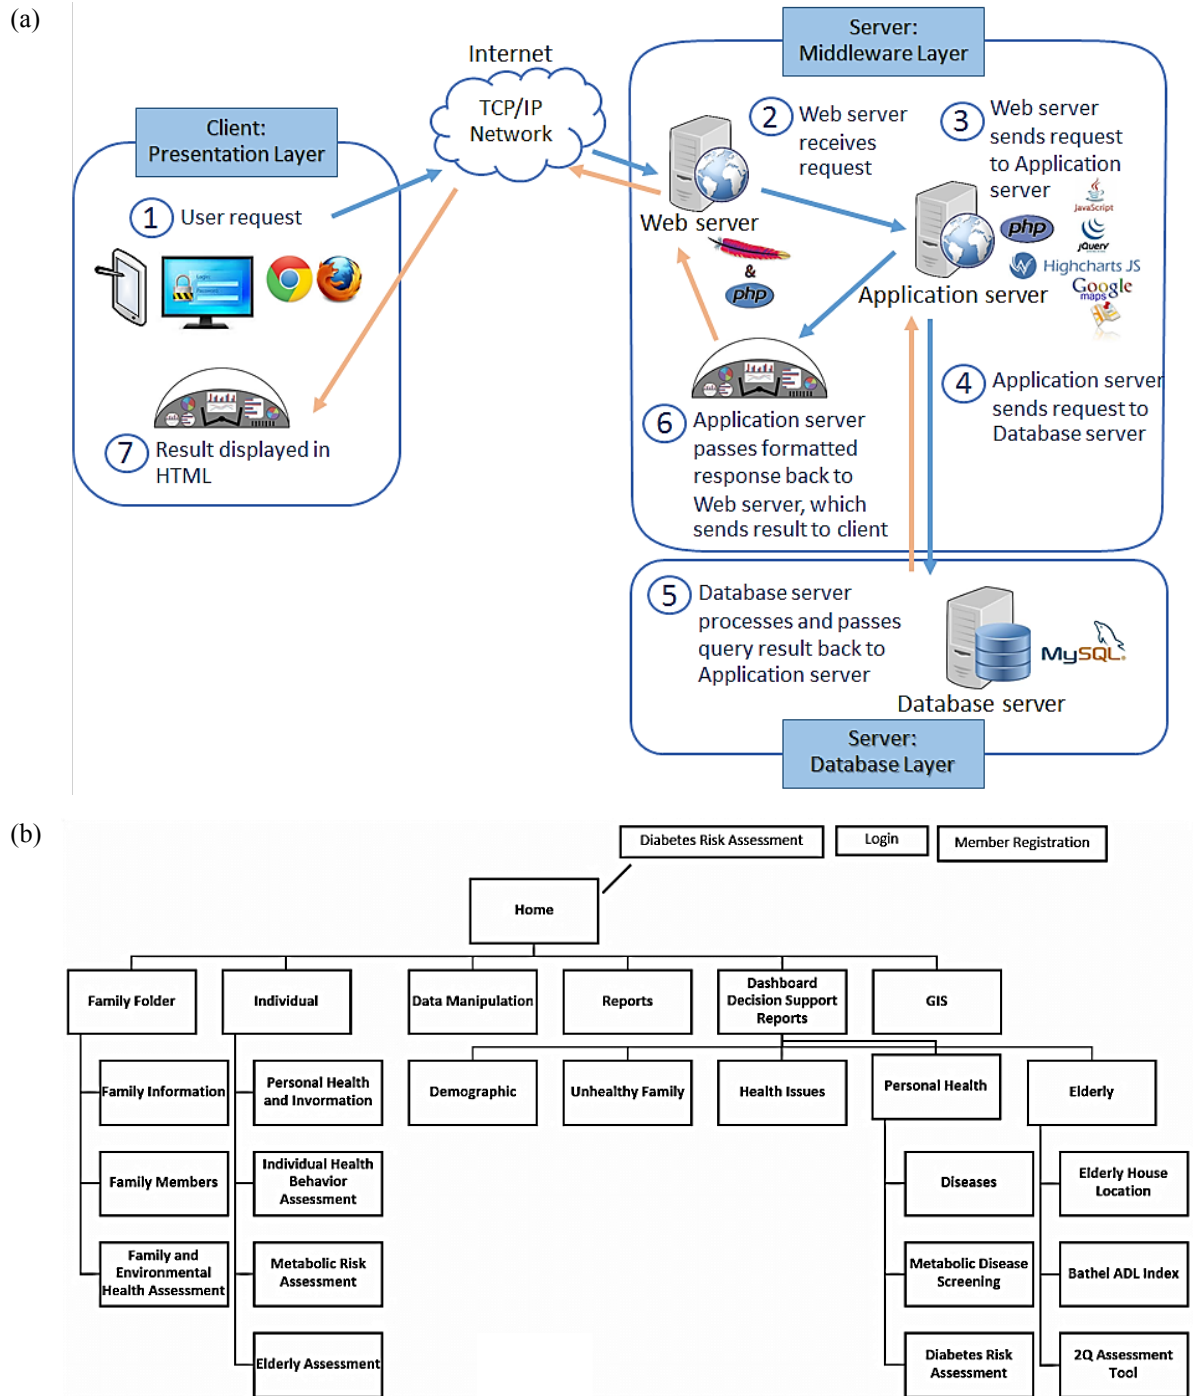 (a)
Server:
Middleware Layer
Internet
TCP/IP
Network
Client:
Presentation Layer
1 User request
2 Web server
receives
request
3 Web server
sends request
to Application
server
Web server
&
php
php
JavaScript
jQuery
Highcharts JS
Google
maps
Application server
4 Application server
sends request to
Database server
6 Application server
passes formatted
response back to
Web server, which
sends result to client
7 Result displayed in
HTML
5 Database server
processes and passes
query result back to
Application server
MySQL
Database server
Server:
Database Layer
(b)
Diabetes Risk Assessment
Login
Member Registration
Home
Family Folder
Individual
Data Manipulation
Reports
Dashboard
Decision Support
Reports
GIS
Family Information
Personal Health
and Invormation
Demographic
Unhealthy Family
Health Issues
Personal Health
Elderly
Family Members
Individual Health
Behavior
Assessment
Diseases
Elderly House
Location
Family and
Environmental
Health Assessment
Metabolic Risk
Assessment
Metabolic Disease
Screening
Bathel ADL Index
Elderly Assessment
Diabetes Risk
Assessment
2Q Assessment
Tool